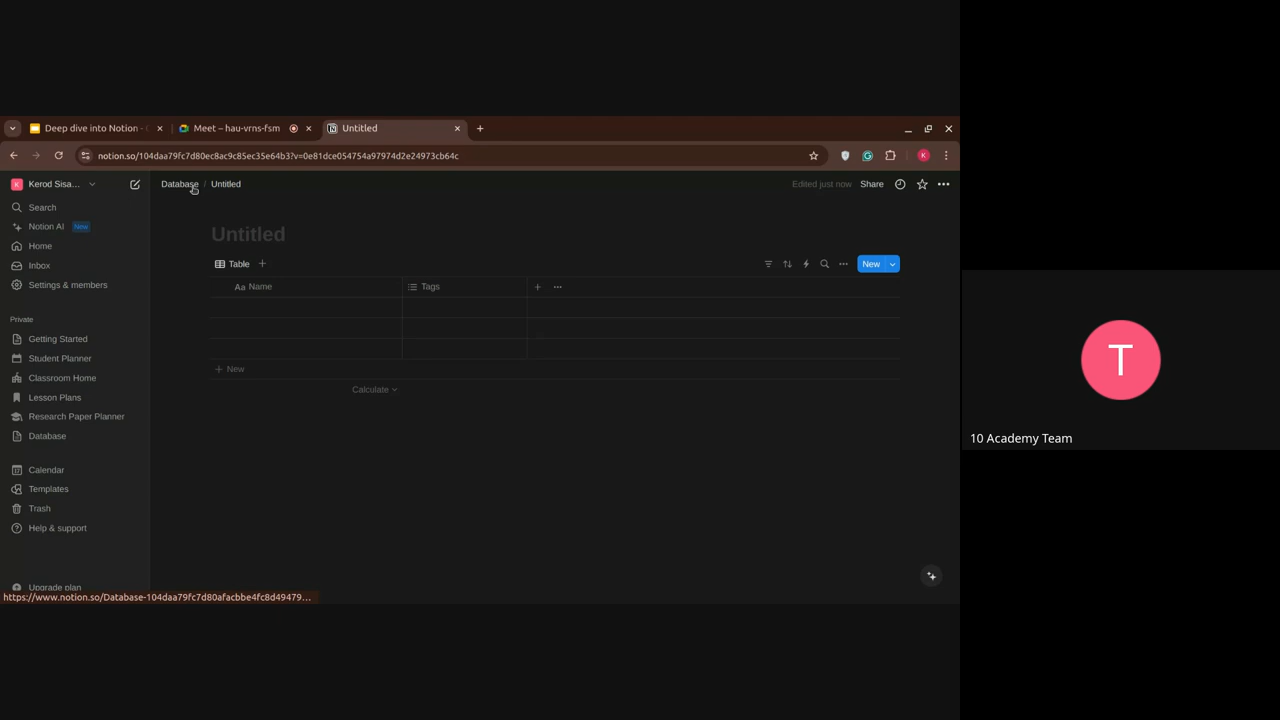 Deep dive into Notion - G
Meet – hau-vrns-fsm
Untitled
notion.so/104daa79fc7d80ec8ac9c85ec35e64b3?v=0e81dce054754a97974d2e24973cb64c
K
K Kerod Sisa...
Database / Untitled
Edited just now
Share
Search
Notion AI New
Home
Inbox
Settings & members
Private
Getting Started
Student Planner
Classroom Home
Lesson Plans
Research Paper Planner
Database
Calendar
Templates
Trash
Help & support
Upgrade plan
Untitled
Table
New
Aa Name
Tags
New
Calculate
https://www.notion.so/Database-104daa79fc7d80afacbbe4fc8d49479...
T
10 Academy Team